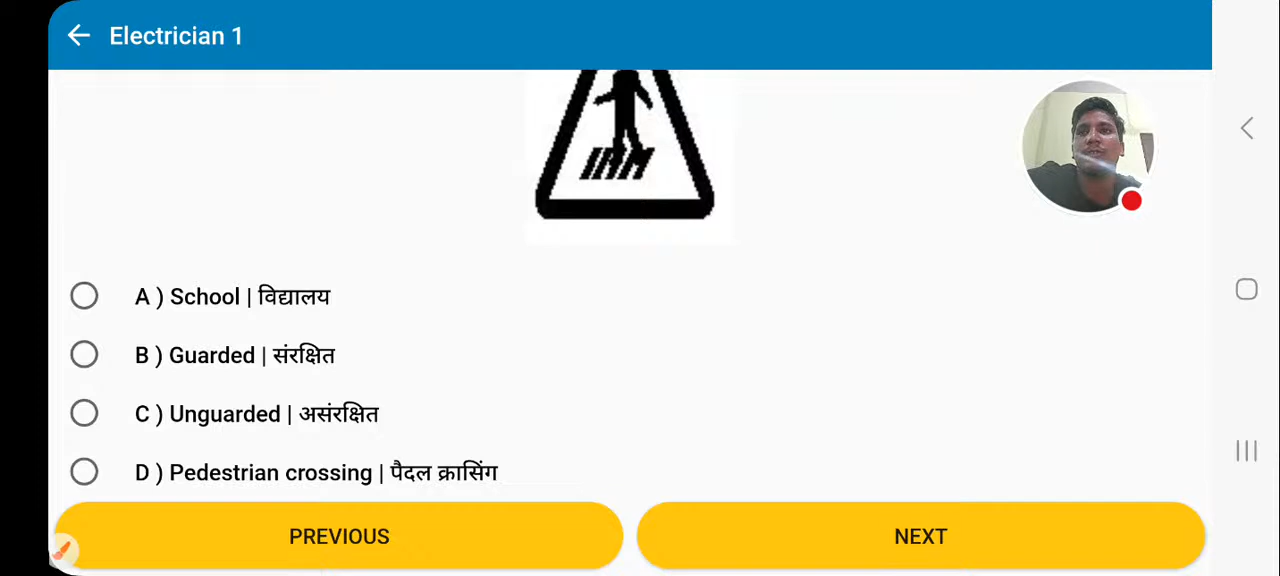 Electrician 1
A ) School | विद्यालय
B ) Guarded | संरक्षित
C ) Unguarded | असंरक्षित
D ) Pedestrian crossing | पैदल क्रासिंग
PREVIOUS
NEXT